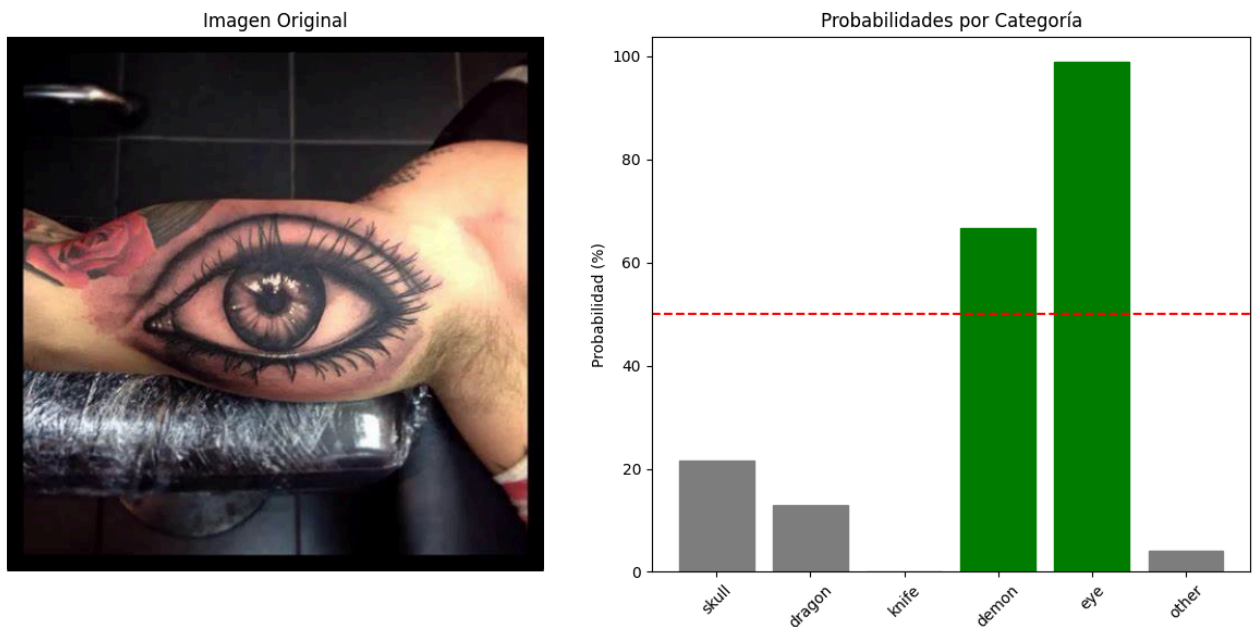 Imagen Original
Probabilidades por Categoría
Probabilidad (%)
100
80
60
40
20
0
skull
dragon
knife
demon
eye
other